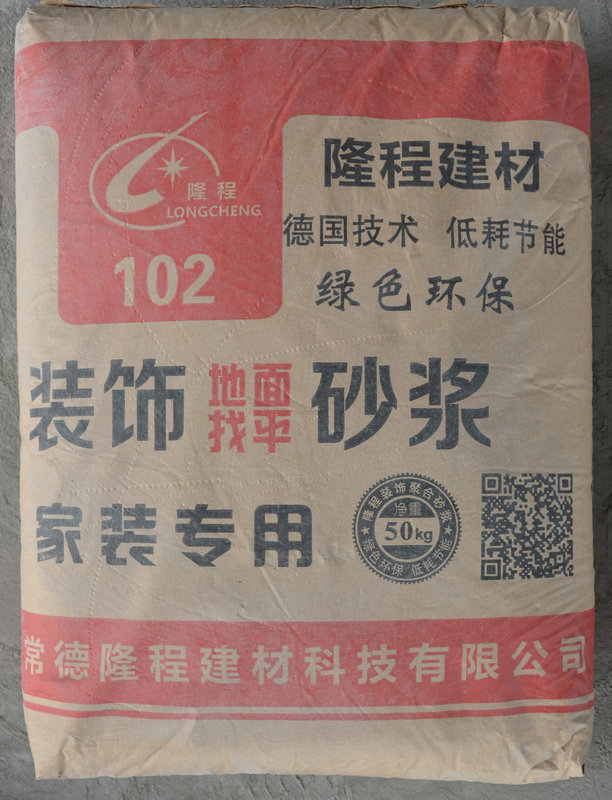 隆程
LONGCHENG
102
隆程建材
德国技术 低耗节能
绿色环保
装饰地面找平砂浆
家装专用
隆程装饰聚合砂浆
净重
50kg
绿色环保 低耗节能
常德隆程建材科技有限公司